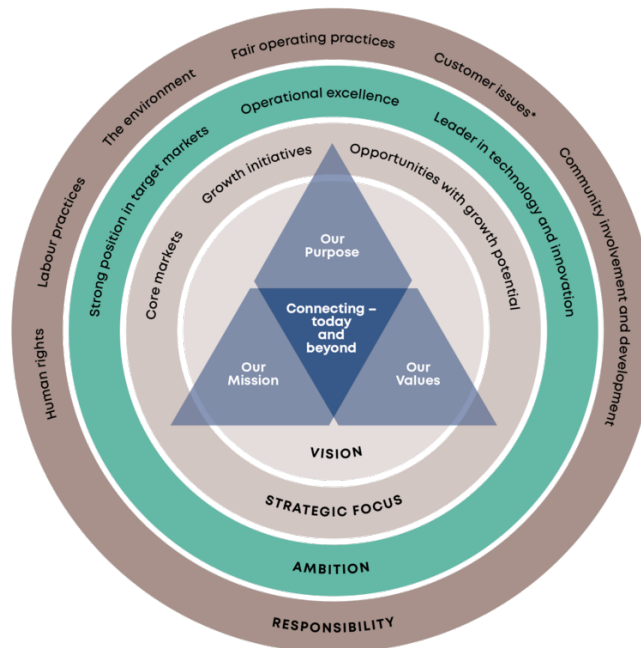 Human rights
Labour practices
The environment
Fair operating practices
Customer issues*
Community involvement and development
Strong position in target markets
Operational excellence
Leader in technology and innovation
Core markets
Growth initiatives
Opportunities with growth potential
Our
Purpose
Connecting –
today
and
beyond
Our
Mission
Our
Values
VISION
STRATEGIC FOCUS
AMBITION
RESPONSIBILITY